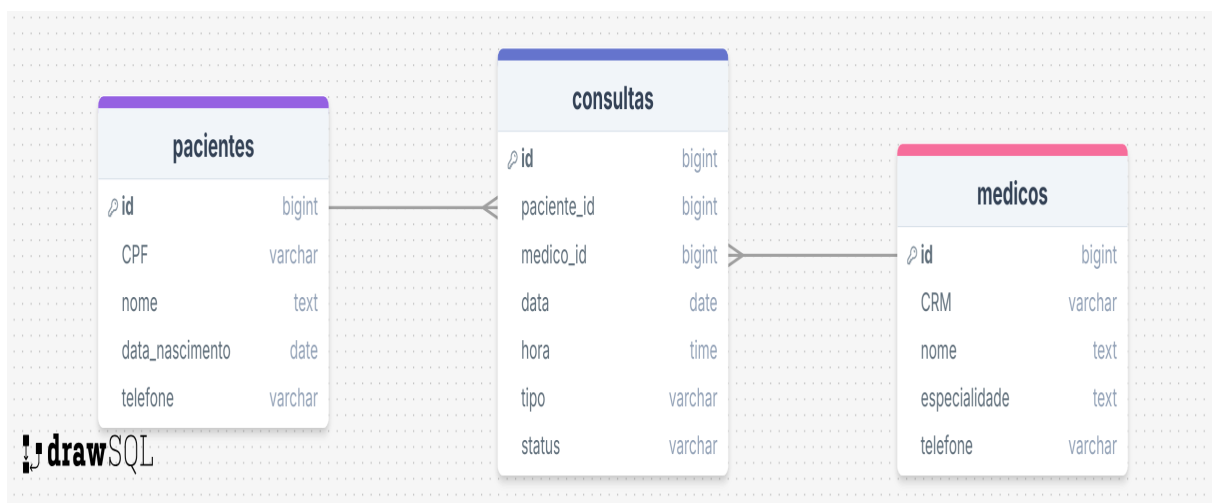 pacientes
id bigint
CPF varchar
nome text
data_nascimento date
telefone varchar
consultas
id bigint
paciente_id bigint
medico_id bigint
data date
hora time
tipo varchar
status varchar
medicos
id bigint
CRM varchar
nome text
especialidade text
telefone varchar
drawSQL